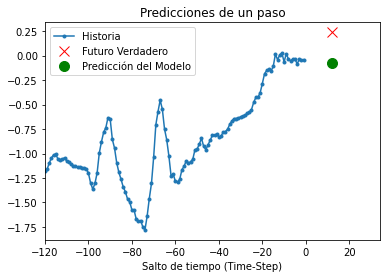 Predicciones de un paso
Historia
Futuro Verdadero
Predicción del Modelo
0.25
0.00
−0.25
−0.50
−0.75
−1.00
−1.25
−1.50
−1.75
−120 −100 −80 −60 −40 −20 0 20
Salto de tiempo (Time-Step)